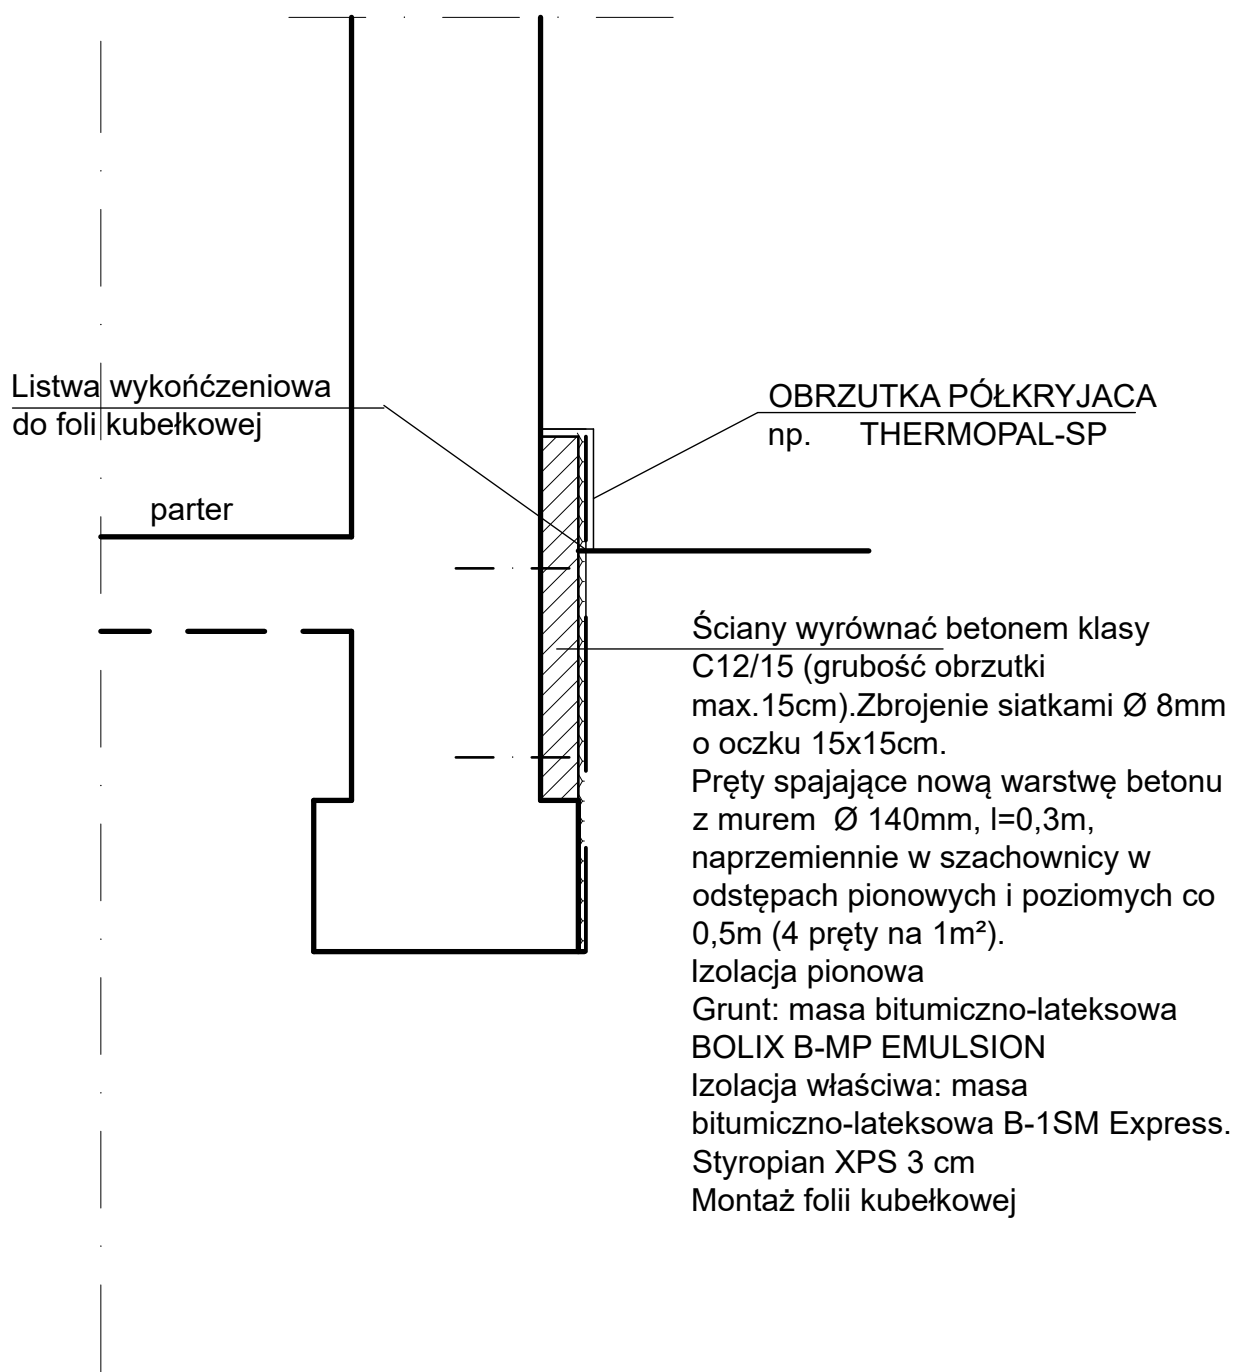 Listwa wykońćzeniowa
do foli kubełkowej
OBRZUTKA PÓŁKRYJACA
np. THERMOPAL-SP
parter
Ściany wyrównać betonem klasy
C12/15 (grubość obrzutki
max.15cm).Zbrojenie siatkami Ø 8mm
o oczku 15x15cm.
Pręty spajające nową warstwę betonu
z murem Ø 140mm, l=0,3m,
naprzemiennie w szachownicy w
odstępach pionowych i poziomych co
0,5m (4 pręty na 1m²).
Izolacja pionowa
Grunt: masa bitumiczno-lateksowa
BOLIX B-MP EMULSION
Izolacja właściwa: masa
bitumiczno-lateksowa B-1SM Express.
Styropian XPS 3 cm
Montaż folii kubełkowej